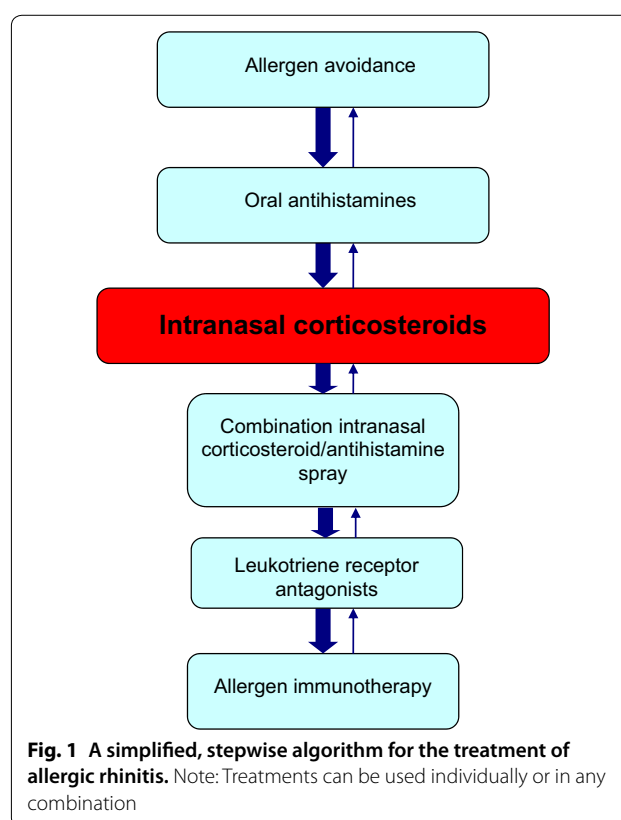 Allergen avoidance
Oral antihistamines
Intranasal corticosteroids
Combination intranasal
corticosteroid/antihistamine
spray
Leukotriene receptor
antagonists
Allergen immunotherapy
Fig. 1 A simplified, stepwise algorithm for the treatment of
allergic rhinitis. Note: Treatments can be used individually or in any
combination